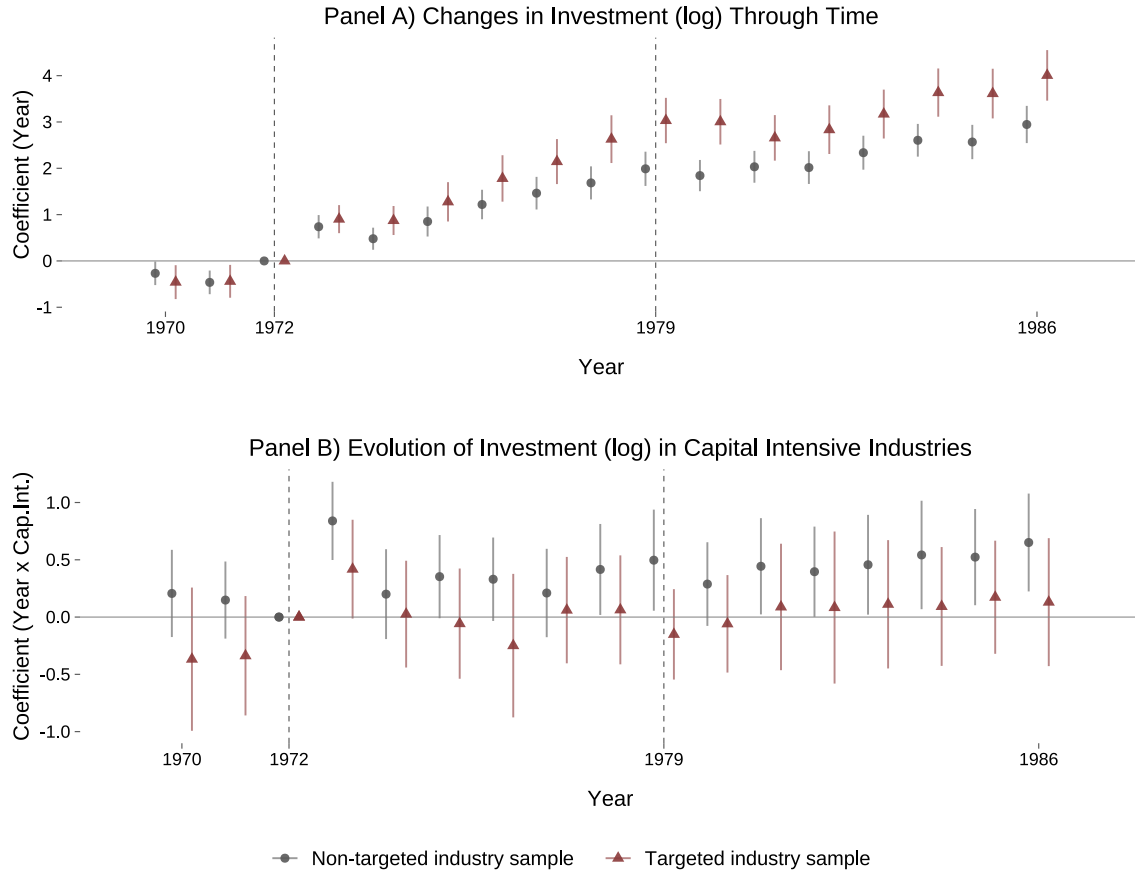 Panel A) Changes in Investment (log) Through Time
Coefficient (Year)
4
3
2
1
0
-1
1970
1972
1979
1986
Year
Panel B) Evolution of Investment (log) in Capital Intensive Industries
Coefficient (Year x Cap.Int.)
1.0
0.5
0.0
-0.5
-1.0
1970
1972
1979
1986
Year
Non-targeted industry sample
Targeted industry sample